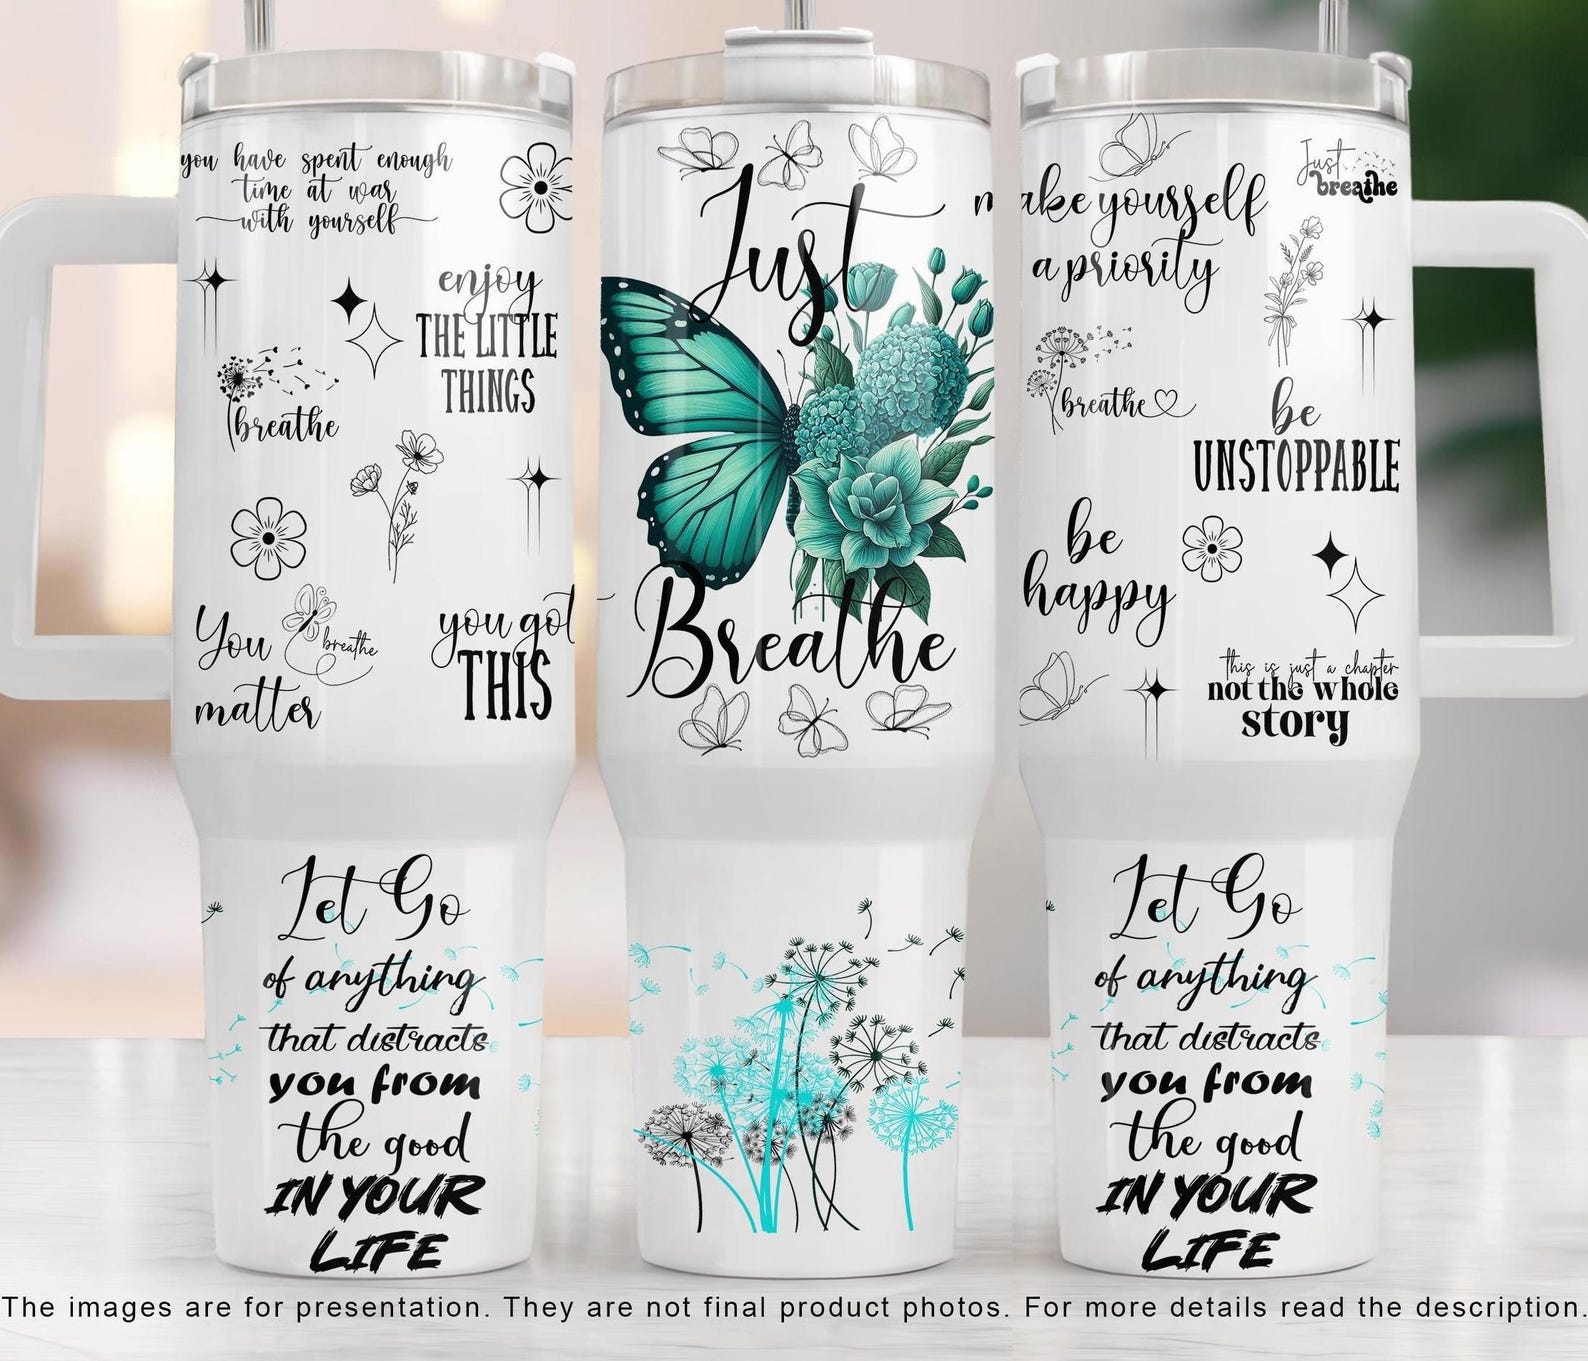 you have spent enough
time at war
with yourself
enjoy
THE LITTLE
THINGS
breathe
You
matter
breathe
you got
THIS
Just
Breathe
make yourself
a priority
Just
breathe
breathe
be
UNSTOPPABLE
be
happy
this is just a chapter
not the whole
story
Let Go
of anything
that distracts
you from
the good
IN YOUR
LIFE
Let Go
of anything
that distracts
you from
the good
IN YOUR
LIFE
The images are for presentation. They are not final product photos. For more details read the description.